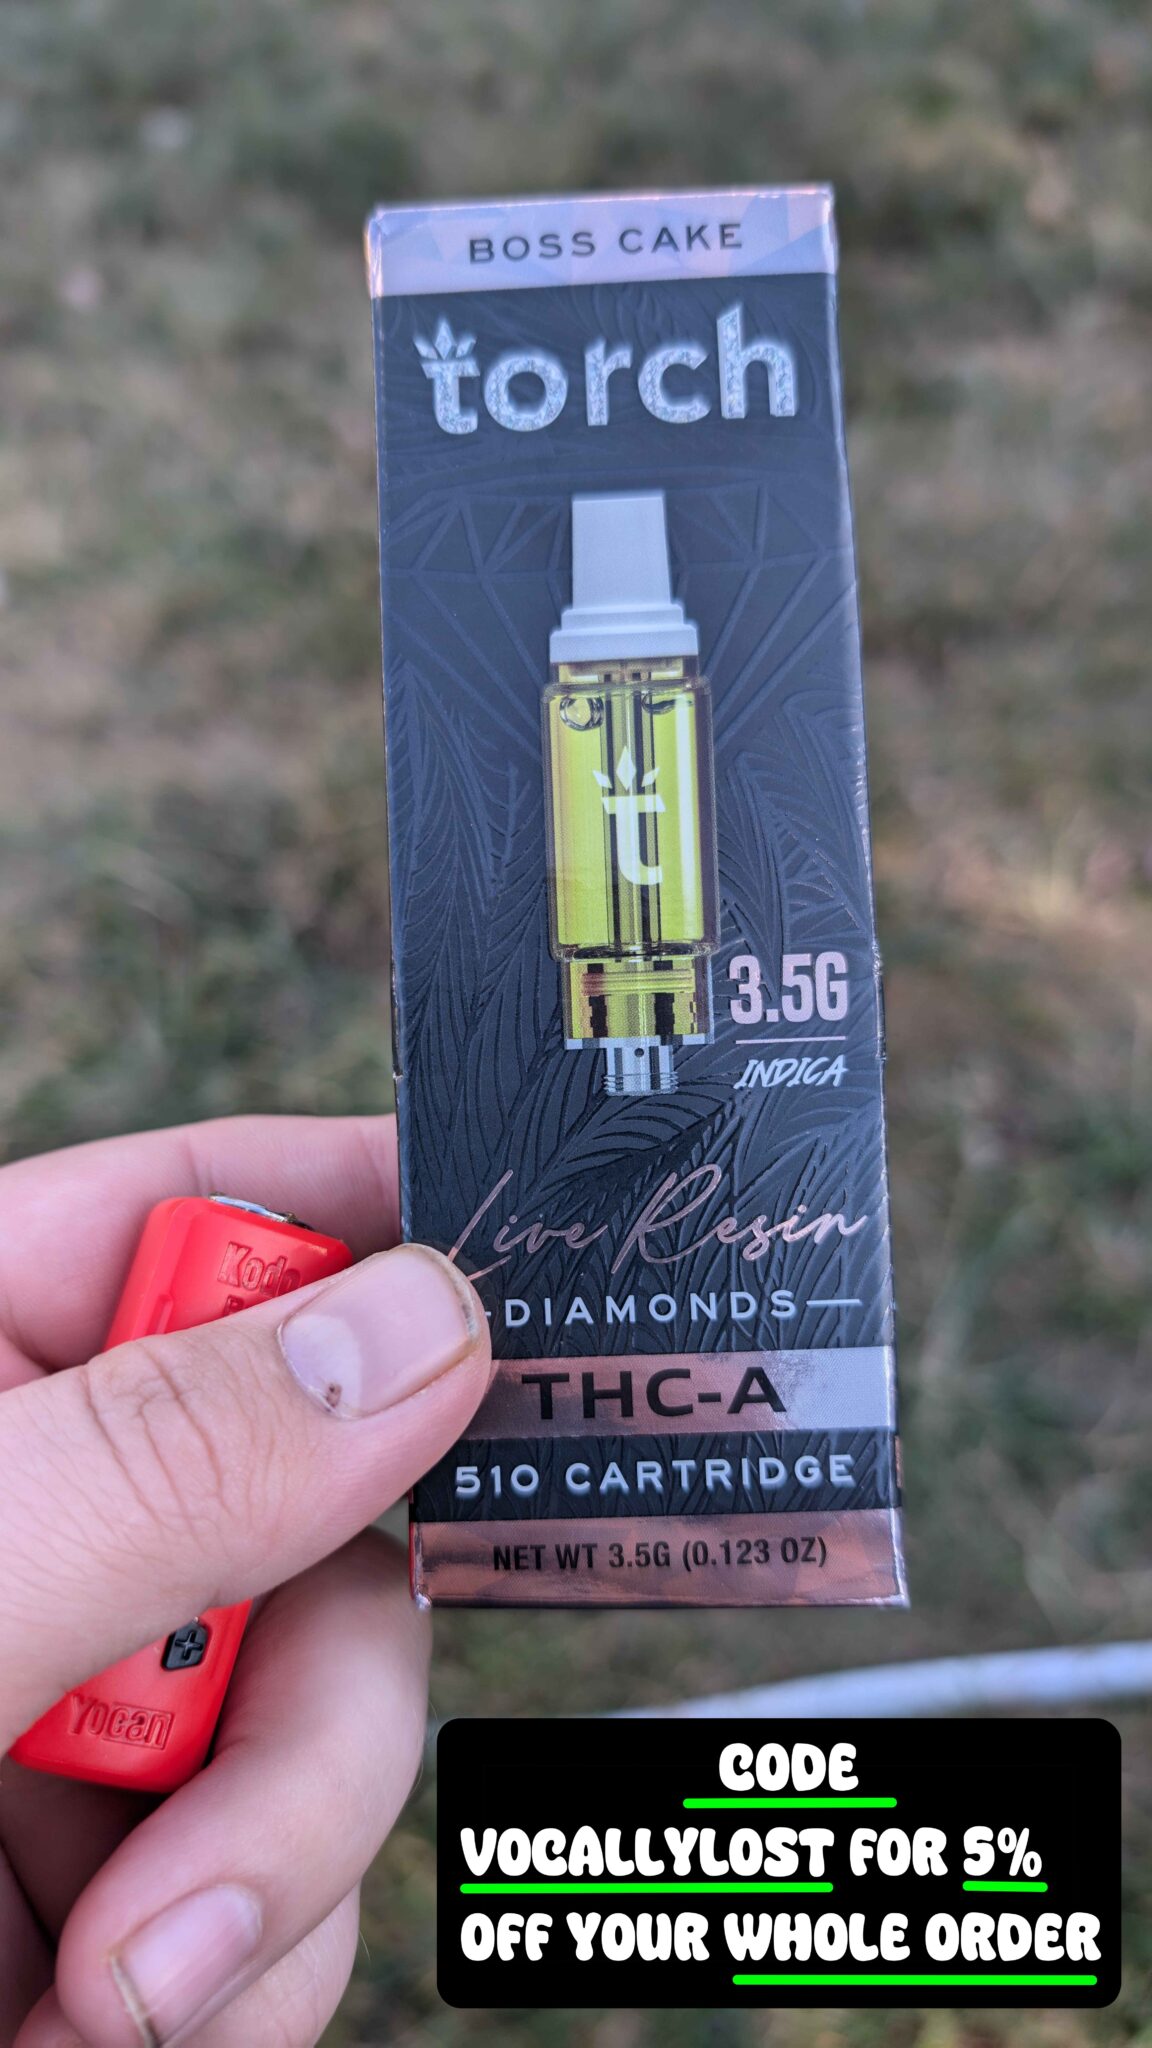 BOSS CAKE
torch
t
3.5G
INDICA
Live Resin
DIAMONDS
THC-A
510 CARTRIDGE
NET WT 3.5G (0.123 OZ)
Kodo
Yocan
CODE
VOCALLYLOST FOR 5%
OFF YOUR WHOLE ORDER